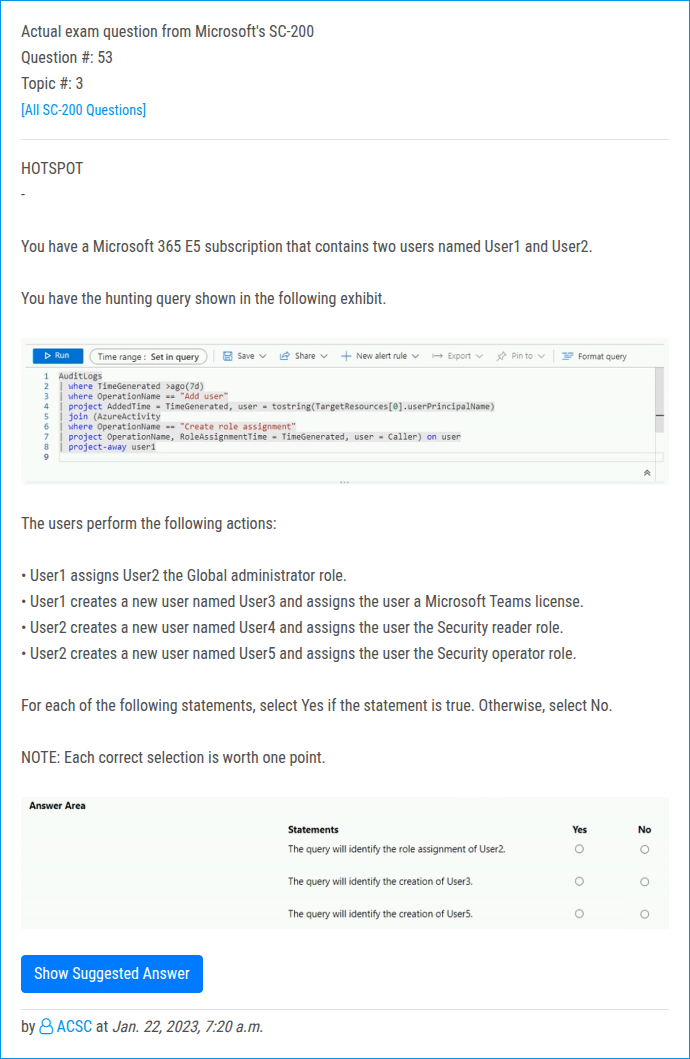 Actual exam question from Microsoft's SC-200
Question #: 53
Topic #: 3
[All SC-200 Questions]
HOTSPOT
-
You have a Microsoft 365 E5 subscription that contains two users named User1 and User2.
You have the hunting query shown in the following exhibit.
Run Time range : Set in query Save Share New alert rule Export Pin to Format query
1 AuditLogs
2 | where TimeGenerated >ago(7d)
3 | where OperationName == "Add user"
4 | project AddedTime = TimeGenerated, user = tostring(TargetResources[0].userPrincipalName)
5 | join (AzureActivity
6 | where OperationName == "Create role assignment"
7 | project OperationName, RoleAssignmentTime = TimeGenerated, user = Caller) on user
8 | project-away user1
9
...
The users perform the following actions:
• User1 assigns User2 the Global administrator role.
• User1 creates a new user named User3 and assigns the user a Microsoft Teams license.
• User2 creates a new user named User4 and assigns the user the Security reader role.
• User2 creates a new user named User5 and assigns the user the Security operator role.
For each of the following statements, select Yes if the statement is true. Otherwise, select No.
NOTE: Each correct selection is worth one point.
Answer Area
Statements Yes No
The query will identify the role assignment of User2.
The query will identify the creation of User3.
The query will identify the creation of User5.
Show Suggested Answer
by ACSC at Jan. 22, 2023, 7:20 a.m.